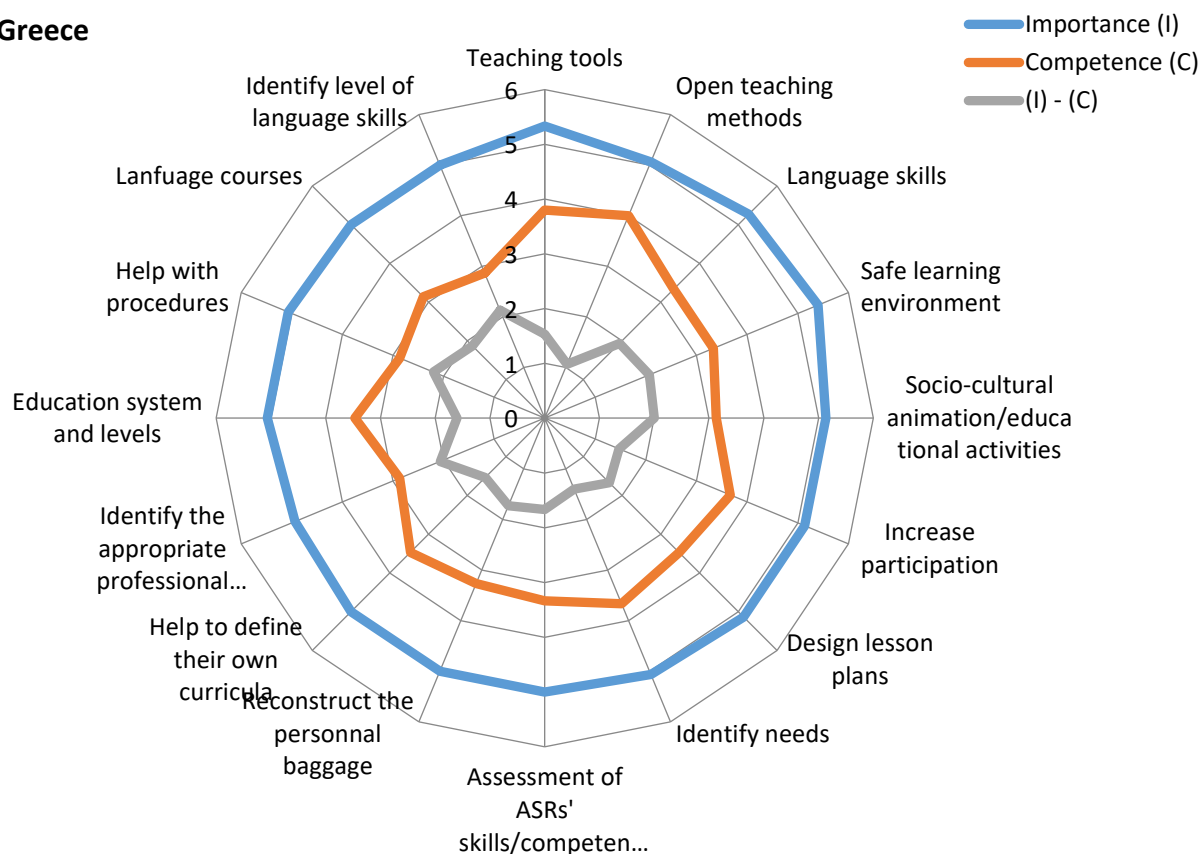 Greece
Importance (I)
Competence (C)
(I) - (C)
Teaching tools
Open teaching
methods
Language skills
Safe learning
environment
Socio-cultural
animation/educa
tional activities
Increase
participation
Design lesson
plans
Identify needs
Assessment of
ASRs'
skills/competen...
Reconstruct the
personnal
baggage
Help to define
their own
curricula
Identify the
appropriate
professional...
Education system
and levels
Help with
procedures
Lanfuage courses
Identify level of
language skills
6
5
4
3
2
1
0